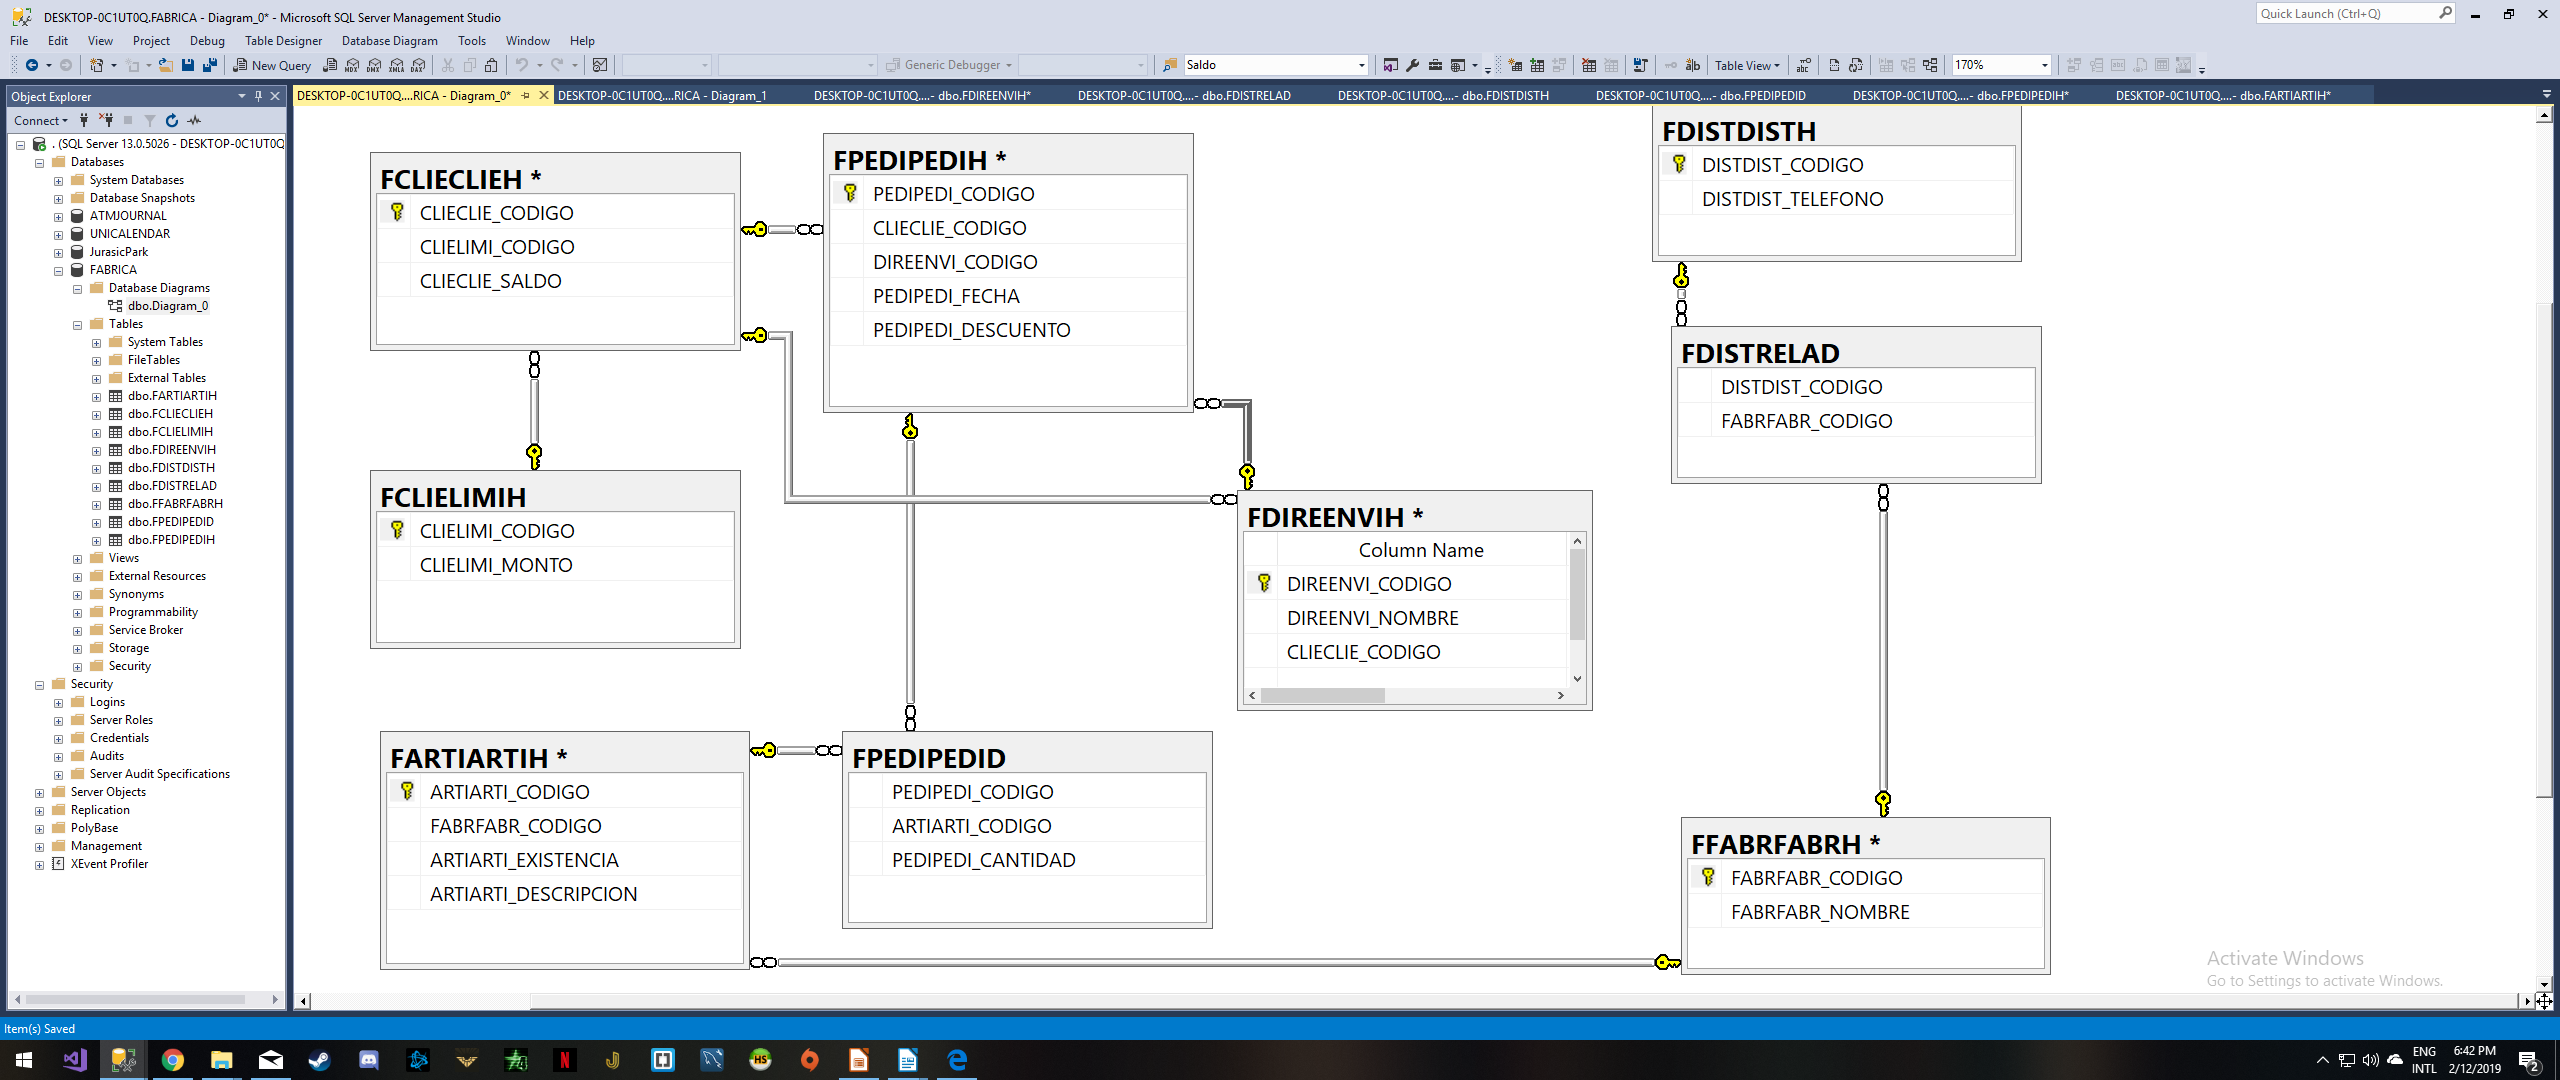 DESKTOP-0C1UT0Q.FABRICA - Diagram_0* - Microsoft SQL Server Management Studio
Quick Launch (Ctrl+Q)
File Edit View Project Debug Table Designer Database Diagram Tools Window Help
New Query
MDX DMX XMLA DAX
Generic Debugger
Saldo
Table View
170%
Object Explorer
DESKTOP-0C1UT0Q....RICA - Diagram_0*
DESKTOP-0C1UT0Q....RICA - Diagram_1
DESKTOP-0C1UT0Q....- dbo.FDIREENVIH*
DESKTOP-0C1UT0Q....- dbo.FDISTRELAD
DESKTOP-0C1UT0Q....- dbo.FDISTDISTH
DESKTOP-0C1UT0Q....- dbo.FPEDIPEDID
DESKTOP-0C1UT0Q....- dbo.FPEDIPEDIH*
DESKTOP-0C1UT0Q....- dbo.FARTIARTIH*
Connect
. (SQL Server 13.0.5026 - DESKTOP-0C1UT0Q
Databases
System Databases
Database Snapshots
ATMJOURNAL
UNICALENDAR
JurasicPark
FABRICA
Database Diagrams
dbo.Diagram_0
Tables
System Tables
FileTables
External Tables
dbo.FARTIARTIH
dbo.FCLIECLIEH
dbo.FCLIELIMIH
dbo.FDIREENVIH
dbo.FDISTDISTH
dbo.FDISTRELAD
dbo.FFABRFABRH
dbo.FPEDIPEDID
dbo.FPEDIPEDIH
Views
External Resources
Synonyms
Programmability
Service Broker
Storage
Security
Security
Logins
Server Roles
Credentials
Audits
Server Audit Specifications
Server Objects
Replication
PolyBase
Management
XEvent Profiler
FCLIECLIEH *
CLIECLIE_CODIGO
CLIELIMI_CODIGO
CLIECLIE_SALDO
FPEDIPEDIH *
PEDIPEDI_CODIGO
CLIECLIE_CODIGO
DIREENVI_CODIGO
PEDIPEDI_FECHA
PEDIPEDI_DESCUENTO
FDISTDISTH
DISTDIST_CODIGO
DISTDIST_TELEFONO
FDISTRELAD
DISTDIST_CODIGO
FABRFABR_CODIGO
FCLIELIMIH
CLIELIMI_CODIGO
CLIELIMI_MONTO
FDIREENVIH *
Column Name
DIREENVI_CODIGO
DIREENVI_NOMBRE
CLIECLIE_CODIGO
FARTIARTIH *
ARTIARTI_CODIGO
FABRFABR_CODIGO
ARTIARTI_EXISTENCIA
ARTIARTI_DESCRIPCION
FPEDIPEDID
PEDIPEDI_CODIGO
ARTIARTI_CODIGO
PEDIPEDI_CANTIDAD
FFABRFABRH *
FABRFABR_CODIGO
FABRFABR_NOMBRE
Activate Windows
Go to Settings to activate Windows.
Item(s) Saved
ENG
INTL
6:42 PM
2/12/2019
2